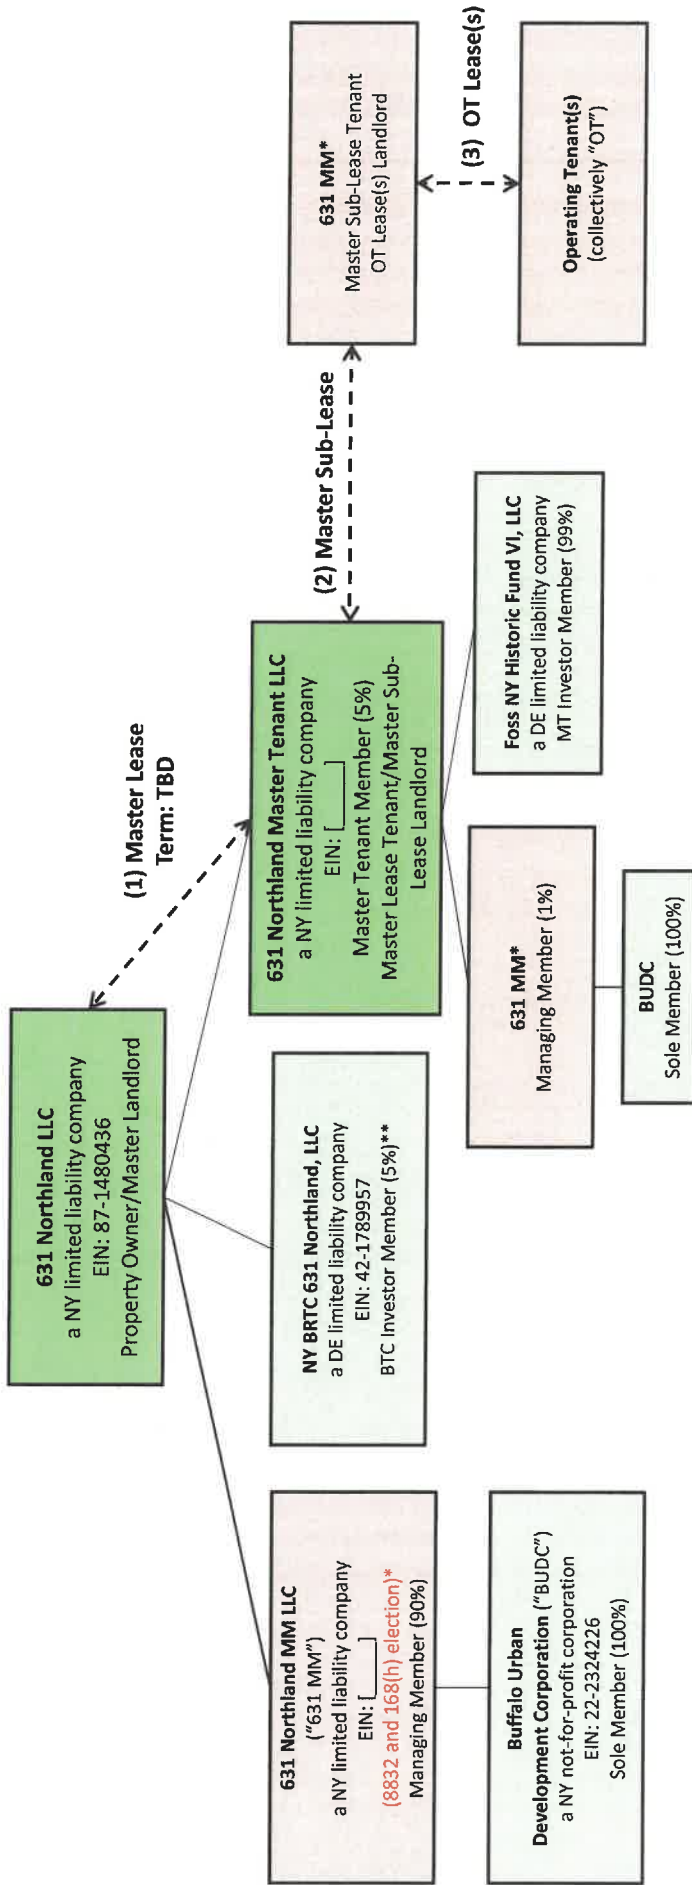 631 Northland LLC
a NY limited liability company
EIN: 87-1480436
Property Owner/Master Landlord
(1) Master Lease
Term: TBD
631 Northland MM LLC
("631 MM")
a NY limited liability company
EIN: [______]
(8832 and 168(h) election)*
Managing Member (90%)
Buffalo Urban
Development Corporation ("BUDC")
a NY not-for-profit corporation
EIN: 22-2324226
Sole Member (100%)
NY BRTC 631 Northland, LLC
a DE limited liability company
EIN: 42-1789957
BTC Investor Member (5%)**
631 Northland Master Tenant LLC
a NY limited liability company
EIN: [______]
Master Tenant Member (5%)
Master Lease Tenant/Master Sub-
Lease Landlord
631 MM*
Managing Member (1%)
BUDC
Sole Member (100%)
Foss NY Historic Fund VI, LLC
a DE limited liability company
MT Investor Member (99%)
(2) Master Sub-Lease
631 MM*
Master Sub-Lease Tenant
OT Lease(s) Landlord
(3) OT Lease(s)
Operating Tenant(s)
(collectively "OT")